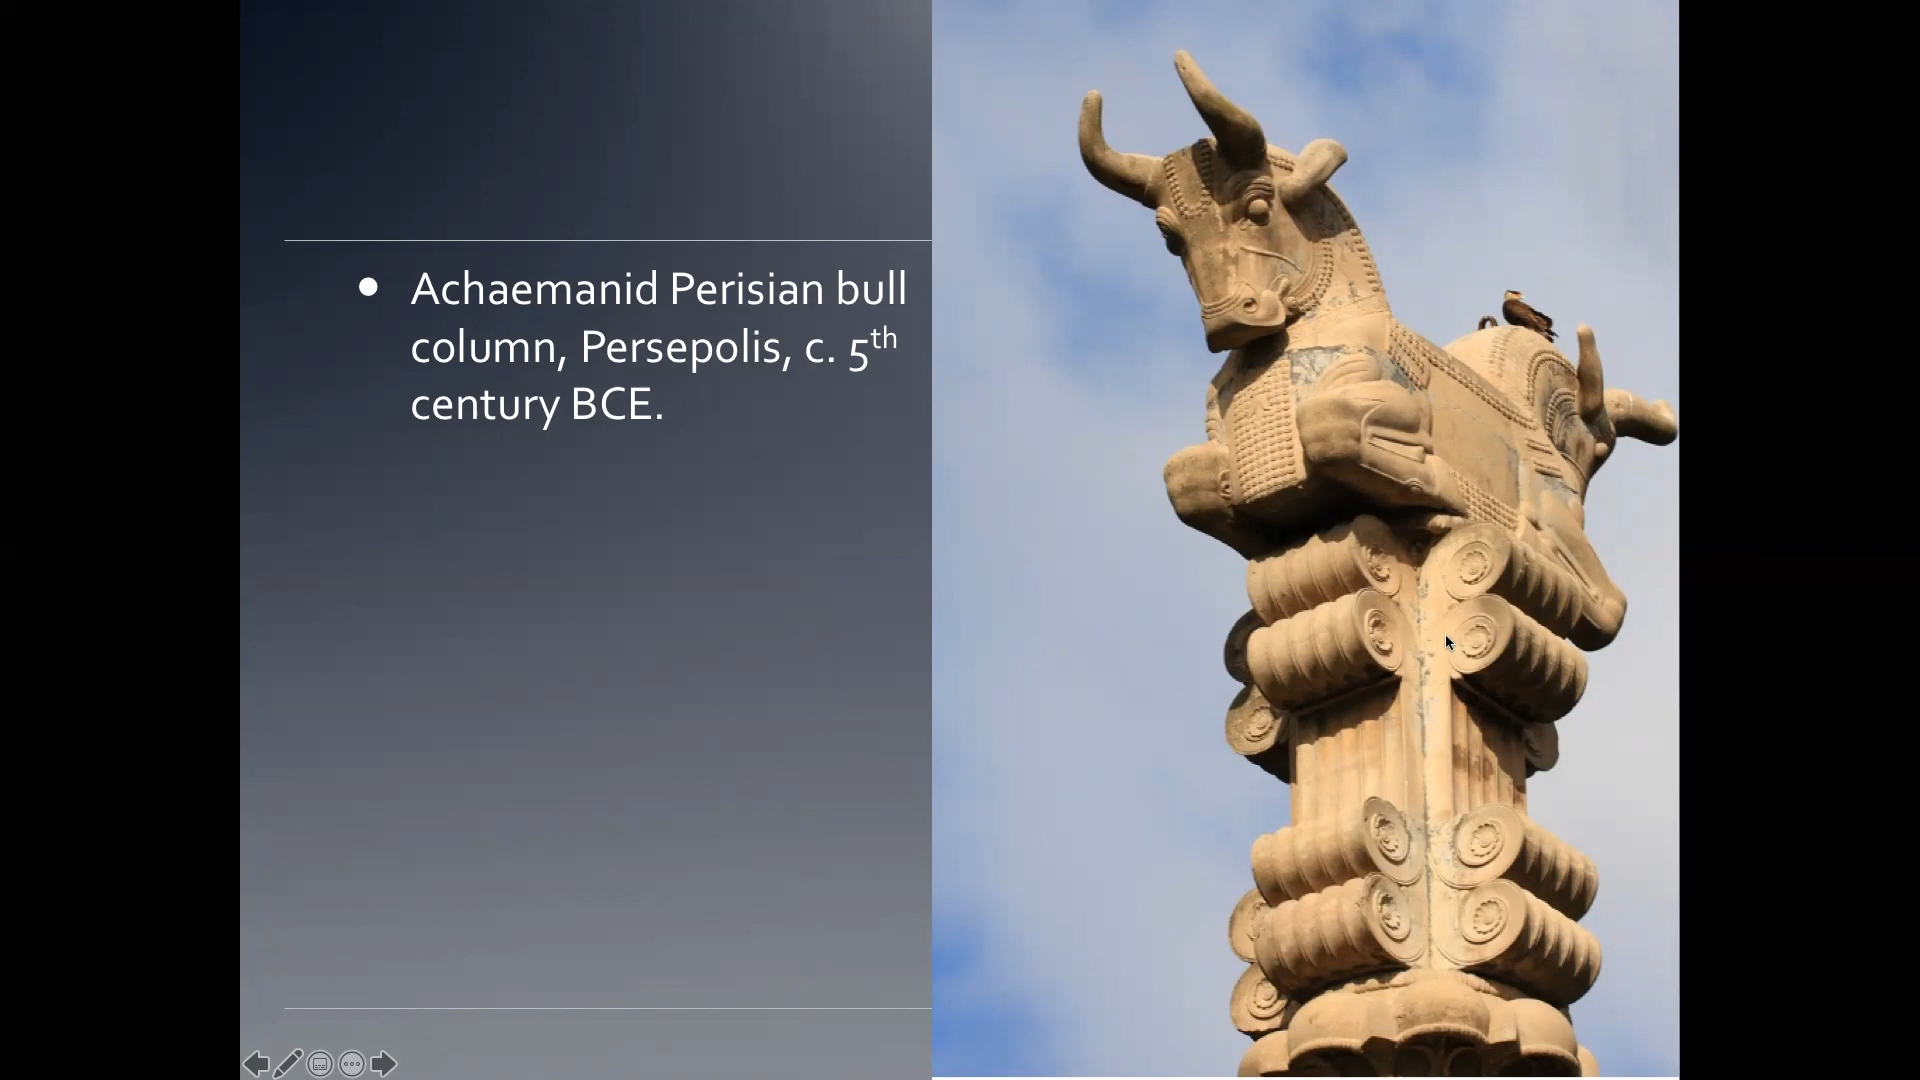 Achaemanid Perisian bull
column, Persepolis, c. 5th
century BCE.